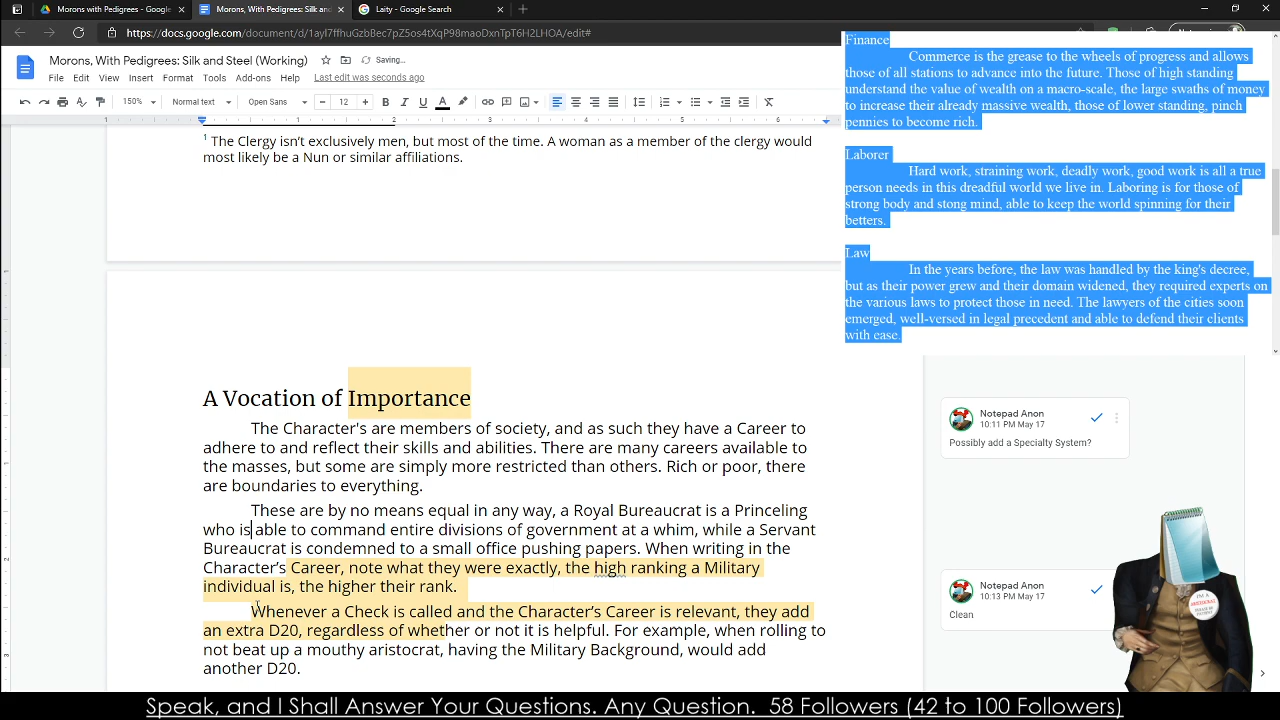 Morons with Pedigrees - Google
Morons, With Pedigrees: Silk and
Laity - Google Search
https://docs.google.com/document/d/1ayI7ffhuGzbBec7pZ5os4tXqP98maoDxnTpT6H2LHOA/edit#
Morons, With Pedigrees: Silk and Steel (Working)
Saving...
File Edit View Insert Format Tools Add-ons Help Last edit was seconds ago
150% Normal text Open Sans 12 B I U A
1 1 2 3 4 5 6
1 The Clergy isn't exclusively men, but most of the time. A woman as a member of the clergy would
most likely be a Nun or similar affiliations.
Finance
Commerce is the grease to the wheels of progress and allows
those of all stations to advance into the future. Those of high standing
understand the value of wealth on a macro-scale, the large swaths of money
to increase their already massive wealth, those of lower standing, pinch
pennies to become rich.
Laborer
Hard work, straining work, deadly work, good work is all a true
person needs in this dreadful world we live in. Laboring is for those of
strong body and stong mind, able to keep the world spinning for their
betters.
Law
In the years before, the law was handled by the king's decree,
but as their power grew and their domain widened, they required experts on
the various laws to protect those in need. The lawyers of the cities soon
emerged, well-versed in legal precedent and able to defend their clients
with ease.
A Vocation of Importance
The Character's are members of society, and as such they have a Career to
adhere to and reflect their skills and abilities. There are many careers available to
the masses, but some are simply more restricted than others. Rich or poor, there
are boundaries to everything.
These are by no means equal in any way, a Royal Bureaucrat is a Princeling
who is able to command entire divisions of government at a whim, while a Servant
Bureaucrat is condemned to a small office pushing papers. When writing in the
Character's Career, note what they were exactly, the high ranking a Military
individual is, the higher their rank.
Whenever a Check is called and the Character's Career is relevant, they add
an extra D20, regardless of whether or not it is helpful. For example, when rolling to
not beat up a mouthy aristocrat, having the Military Background, would add
another D20.
Notepad Anon
10:11 PM May 17
Possibly add a Specialty System?
Notepad Anon
10:13 PM May 17
Clean
Speak, and I Shall Answer Your Questions. Any Question. 58 Followers (42 to 100 Followers)